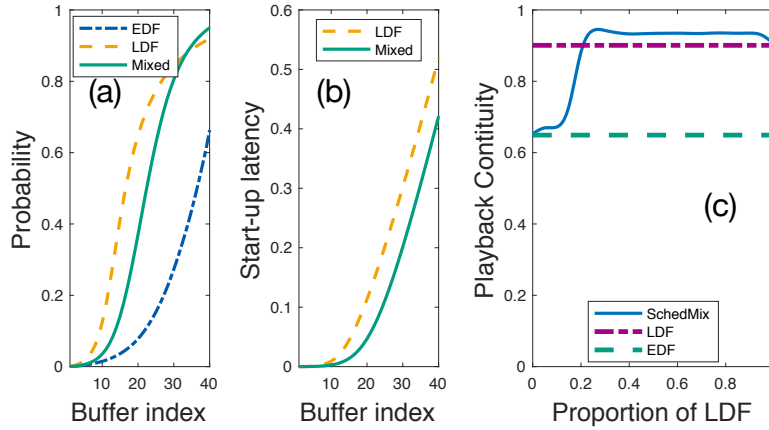 1
0.8
0.6
0.4
0.2
0
10
20
30
40
Probability
Buffer index
EDF
LDF
Mixed
(a)
0.6
0.5
0.4
0.3
0.2
0.1
0
10
20
30
40
Start-up latency
Buffer index
LDF
Mixed
(b)
1
0.8
0.6
0.4
0.2
0
0
0.2
0.4
0.6
0.8
Playback Contituity
Proportion of LDF
(c)
SchedMix
LDF
EDF